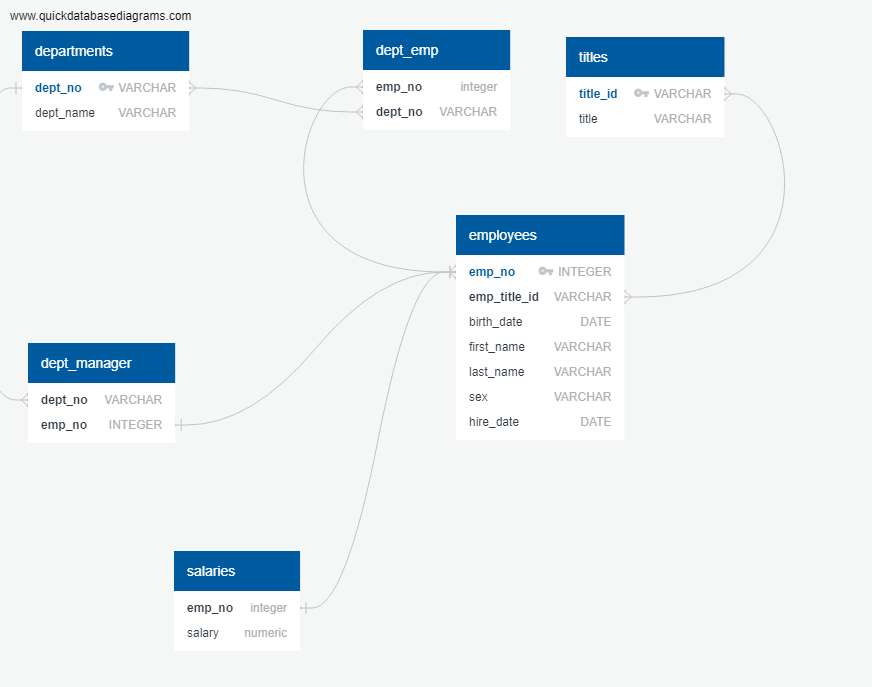 www.quickdatabasediagrams.com
departments
dept_no VARCHAR
dept_name VARCHAR
dept_emp
emp_no integer
dept_no VARCHAR
titles
title_id VARCHAR
title VARCHAR
employees
emp_no INTEGER
emp_title_id VARCHAR
birth_date DATE
first_name VARCHAR
last_name VARCHAR
sex VARCHAR
hire_date DATE
dept_manager
dept_no VARCHAR
emp_no INTEGER
salaries
emp_no integer
salary numeric